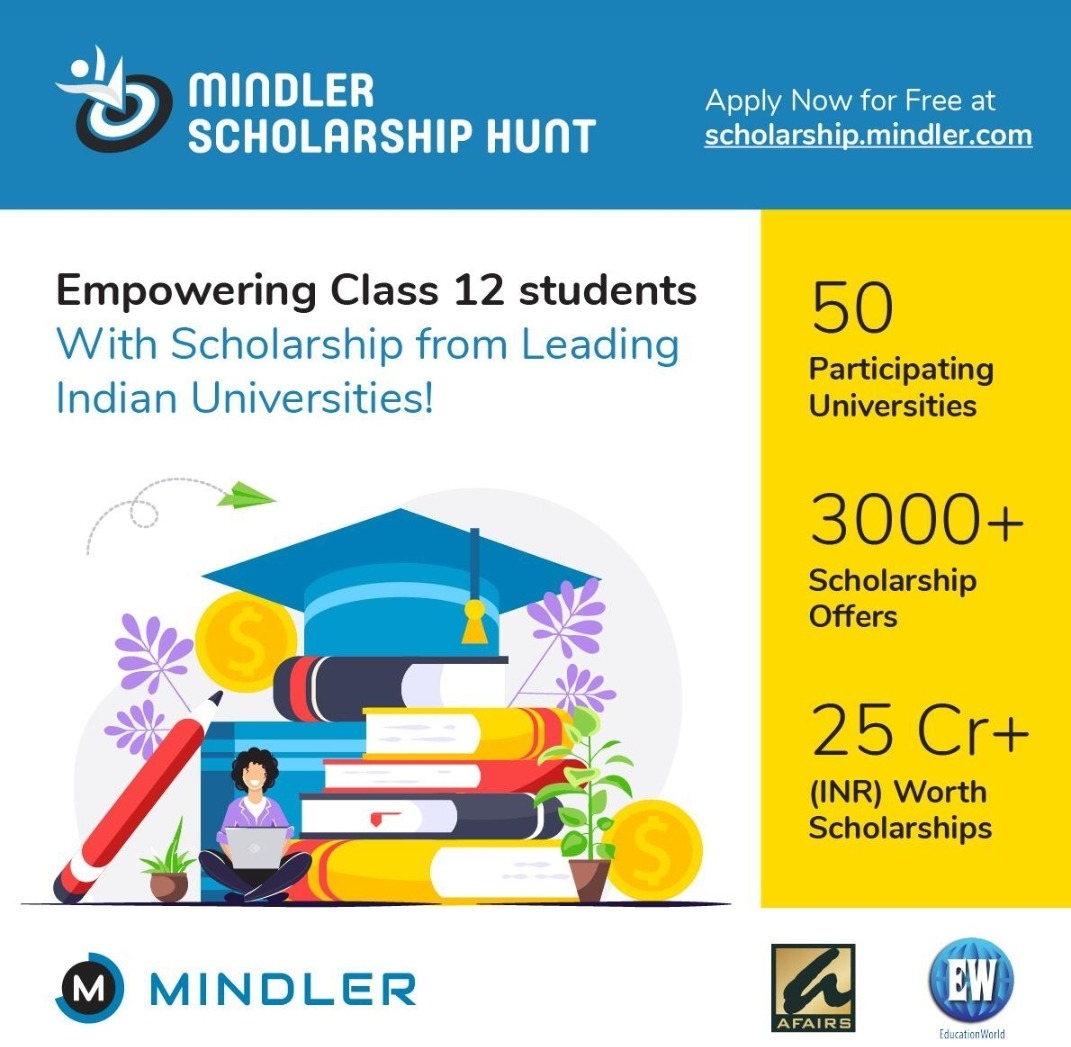 MINDLER
SCHOLARSHIP HUNT
Apply Now for Free at
scholarship.mindler.com
Empowering Class 12 students
With Scholarship from Leading
Indian Universities!
50
Participating
Universities
3000+
Scholarship
Offers
25 Cr+
(INR) Worth
Scholarships
$
$
M MINDLER
a
AFAIRS
EW
EducationWorld